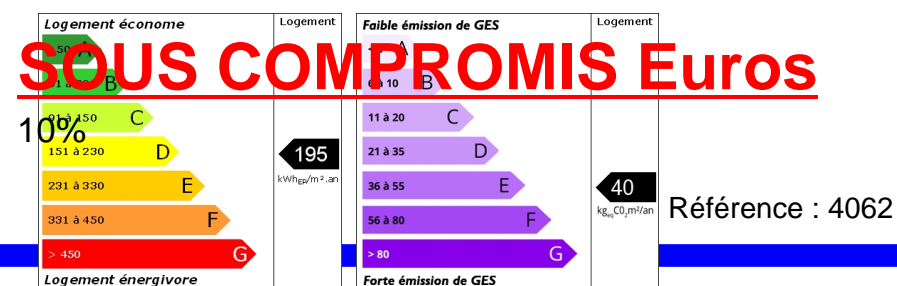 Logement économe
Logement
Faible émission de GES
Logement
A
A
SOUS COMPROMIS Euros
B
6 à 10 B
10%
91 à 150 C
11 à 20 C
151 à 230 D
195
21 à 35 D
kWhEP/m².an
231 à 330 E
36 à 55 E
40
kgeqCO2m²/an
331 à 450 F
56 à 80 F
Référence : 4062
> 450 G
> 80 G
Logement énergivore
Forte émission de GES